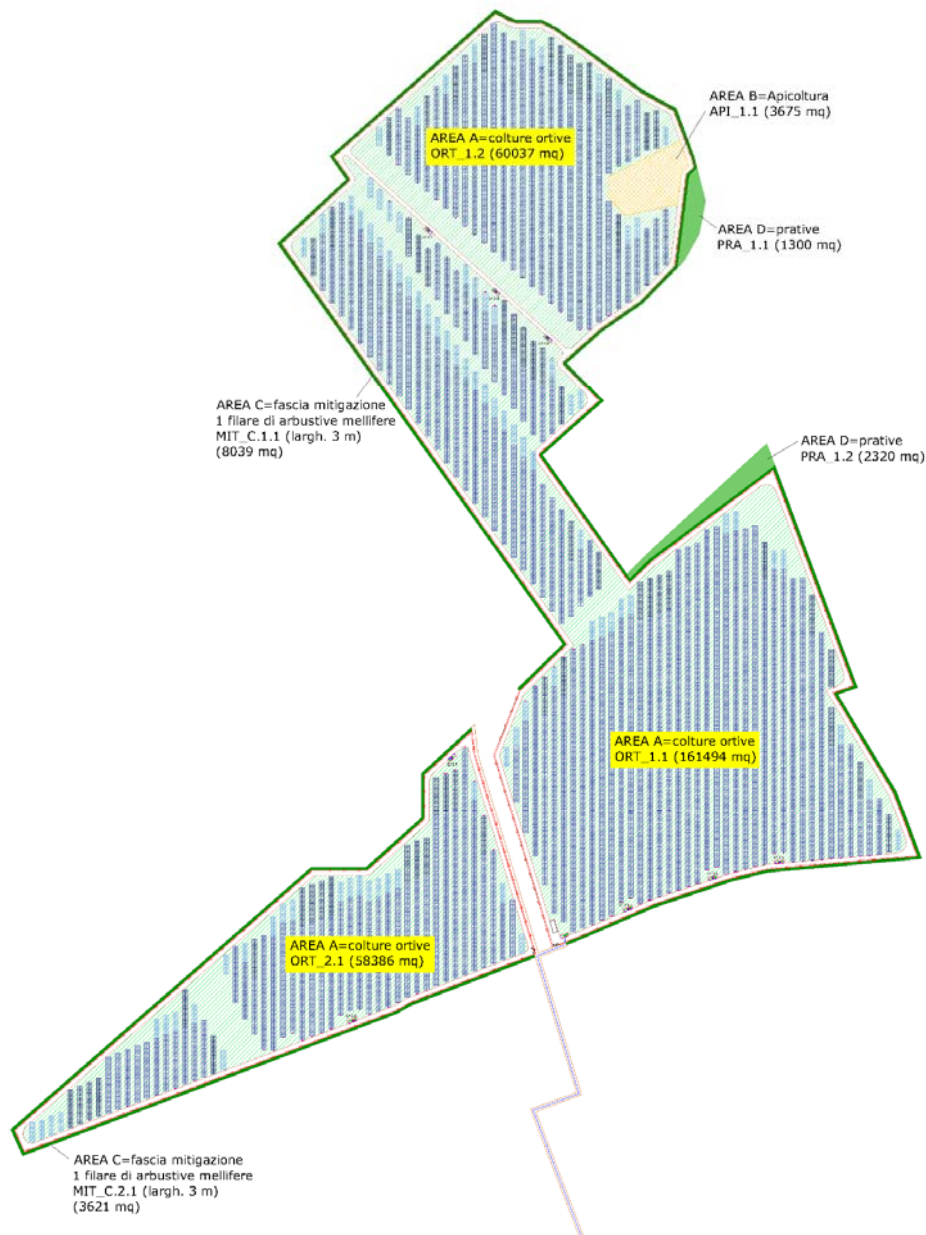 AREA B=Apicoltura
API_1.1 (3675 mq)
AREA A=colture ortive
ORT_1.2 (60037 mq)
AREA D=prative
PRA_1.1 (1300 mq)
AREA C=fascia mitigazione
1 filare di arbustive mellifere
MIT_C.1.1 (largh. 3 m)
(8039 mq)
AREA D=prative
PRA_1.2 (2320 mq)
AREA A=colture ortive
ORT_1.1 (161494 mq)
AREA A=colture ortive
ORT_2.1 (58386 mq)
AREA C=fascia mitigazione
1 filare di arbustive mellifere
MIT_C.2.1 (largh. 3 m)
(3621 mq)